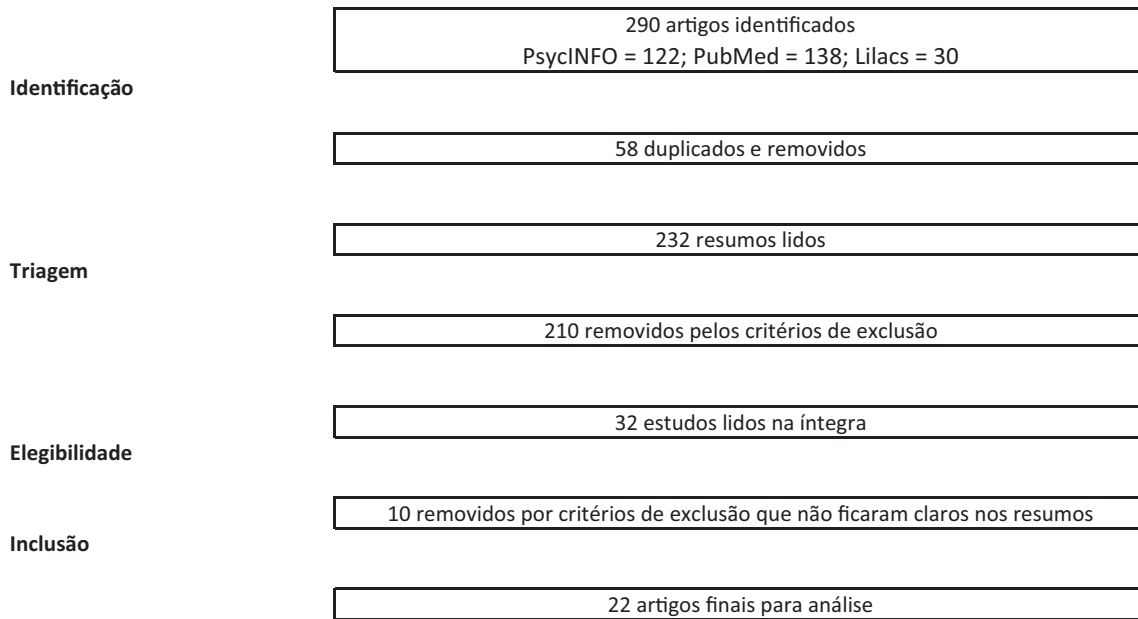 290 artigos identificados
PsycINFO = 122; PubMed = 138; Lilacs = 30
Identificação
58 duplicados e removidos
232 resumos lidos
Triagem
210 removidos pelos critérios de exclusão
32 estudos lidos na íntegra
Elegibilidade
10 removidos por critérios de exclusão que não ficaram claros nos resumos
Inclusão
22 artigos finais para análise